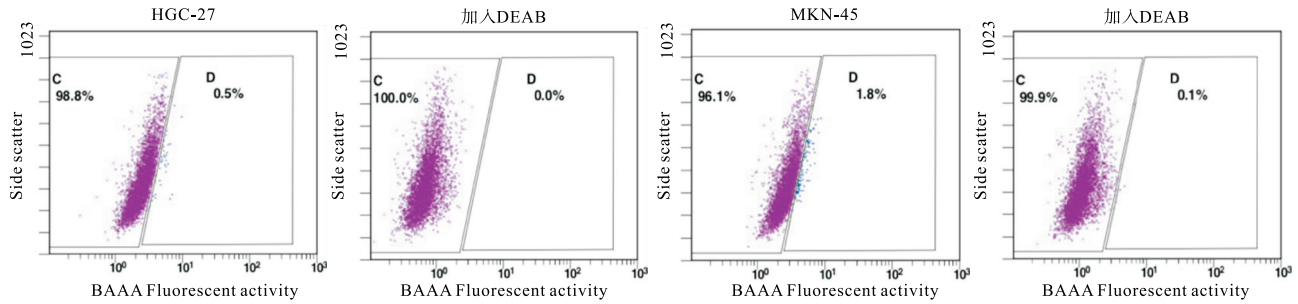 HGC-27
1023
Side scatter
C
98.8%
D
0.5%
10⁰ 10¹ 10² 10³
BAAA Fluorescent activity
加入DEAB
1023
Side scatter
C
100.0%
D
0.0%
10⁰ 10¹ 10² 10³
BAAA Fluorescent activity
MKN-45
1023
Side scatter
C
96.1%
D
1.8%
10⁰ 10¹ 10² 10³
BAAA Fluorescent activity
加入DEAB
1023
Side scatter
C
99.9%
D
0.1%
10⁰ 10¹ 10² 10³
BAAA Fluorescent activity